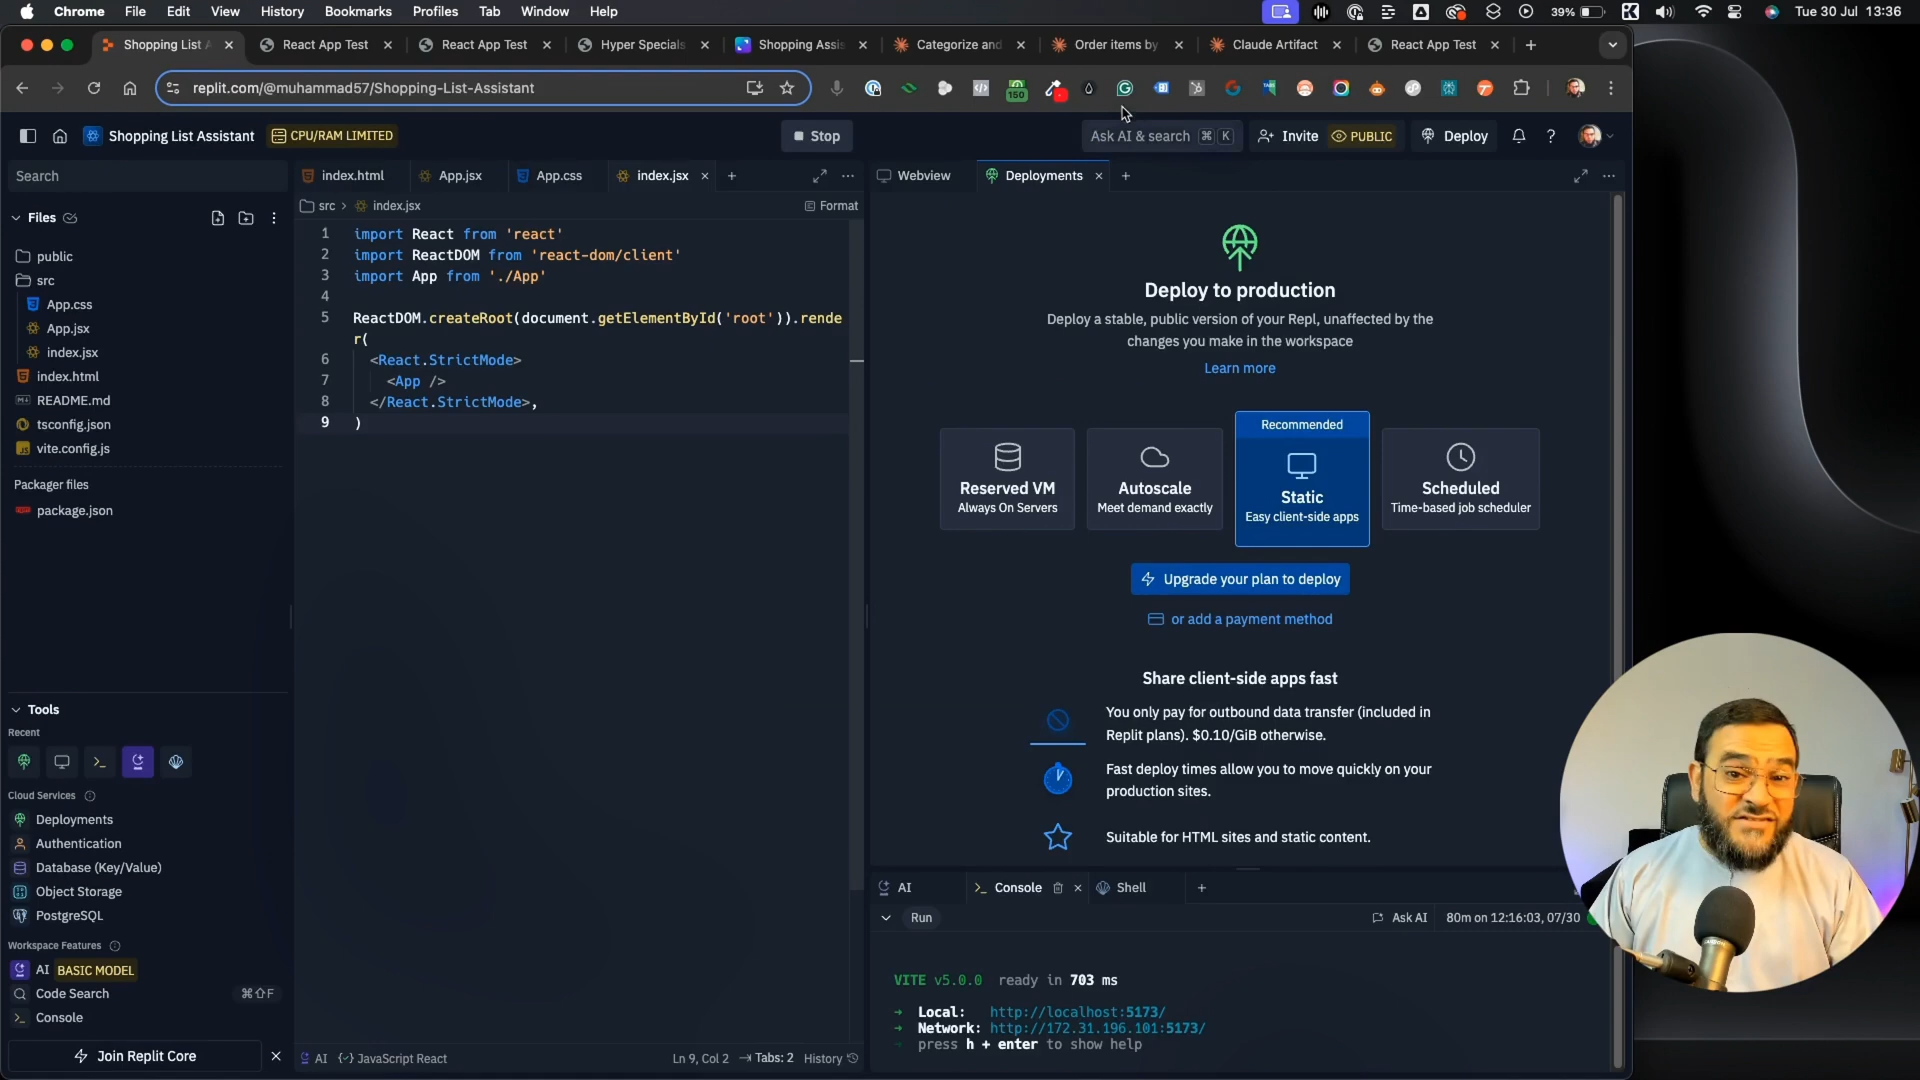 Chrome File Edit View History Bookmarks Profiles Tab Window Help
39% Tue 30 Jul 13:36
Shopping List A
React App Test
React App Test
Hyper Specials
Shopping Assis
Categorize and
Order items by
Claude Artifact
React App Test
replit.com/@muhammad57/Shopping-List-Assistant
150
Shopping List Assistant
CPU/RAM LIMITED
Stop
Ask AI & search ⌘ K
Invite
PUBLIC
Deploy
Search
Files
public
src
App.css
App.jsx
index.jsx
index.html
README.md
tsconfig.json
vite.config.js
Packager files
package.json
Tools
Recent
Cloud Services
Deployments
Authentication
Database (Key/Value)
Object Storage
PostgreSQL
Workspace Features
AI BASIC MODEL
Code Search ⌘⇧F
Console
Join Replit Core
index.html App.jsx App.css index.jsx
src > index.jsx
Format
1 import React from 'react'
2 import ReactDOM from 'react-dom/client'
3 import App from './App'
4
5 ReactDOM.createRoot(document.getElementById('root')).rende
r(
6 <React.StrictMode>
7 <App />
8 </React.StrictMode>,
9 )
AI JavaScript React Ln 9, Col 2 Tabs: 2 History
Webview Deployments
Deploy to production
Deploy a stable, public version of your Repl, unaffected by the
changes you make in the workspace
Learn more
Reserved VM
Always On Servers
Autoscale
Meet demand exactly
Recommended
Static
Easy client-side apps
Scheduled
Time-based job scheduler
Upgrade your plan to deploy
or add a payment method
Share client-side apps fast
You only pay for outbound data transfer (included in
Replit plans). $0.10/GiB otherwise.
Fast deploy times allow you to move quickly on your
production sites.
Suitable for HTML sites and static content.
AI Console Shell
Run
Ask AI 80m on 12:16:03, 07/30
VITE v5.0.0 ready in 703 ms
➜ Local: http://localhost:5173/
➜ Network: http://172.31.196.101:5173/
➜ press h + enter to show help